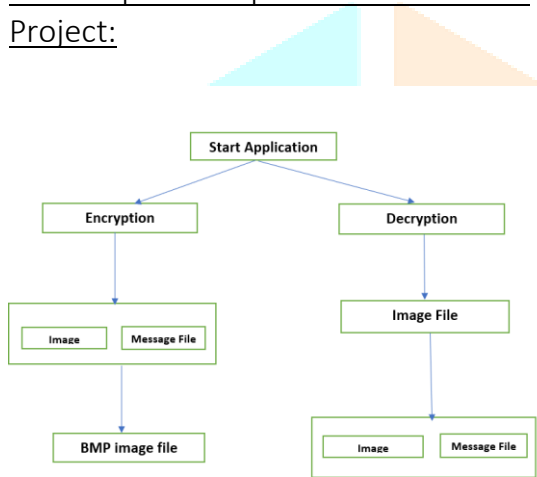 Project:
Start Application
Encryption
Decryption
Image File
Image
Message File
BMP image file
Image
Message File